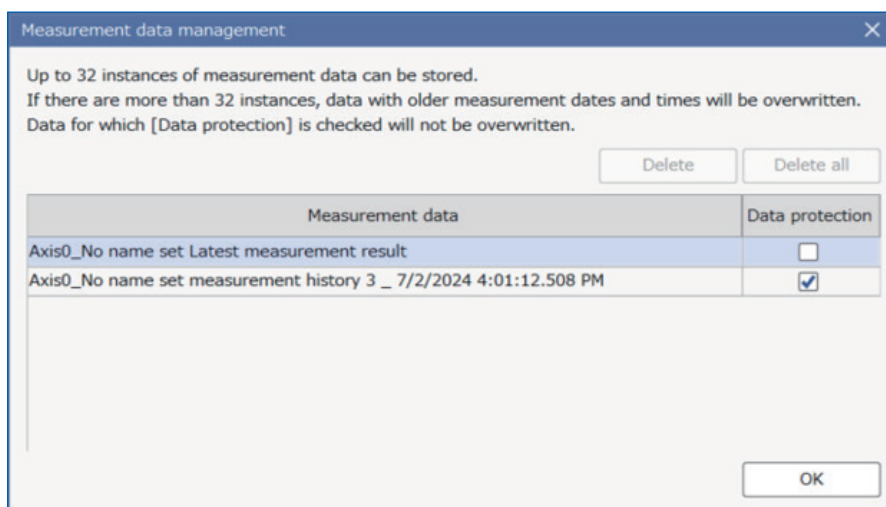 Measurement data management
Up to 32 instances of measurement data can be stored.
If there are more than 32 instances, data with older measurement dates and times will be overwritten.
Data for which [Data protection] is checked will not be overwritten.
Delete Delete all
Measurement data Data protection
Axis0_No name set Latest measurement result
Axis0_No name set measurement history 3 _ 7/2/2024 4:01:12.508 PM
OK